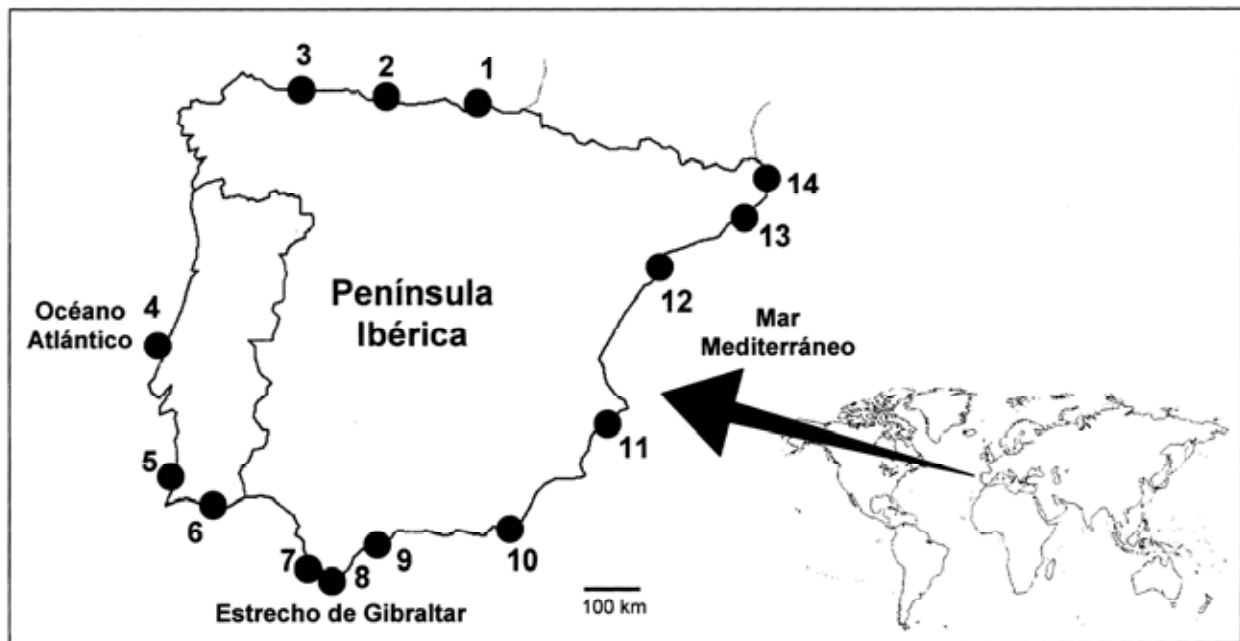 3
2
1
14
13
12
Península
Ibérica
4
Océano
Atlántico
Mar
Mediterráneo
11
5
6
10
7
8
9
Estrecho de Gibraltar
100 km